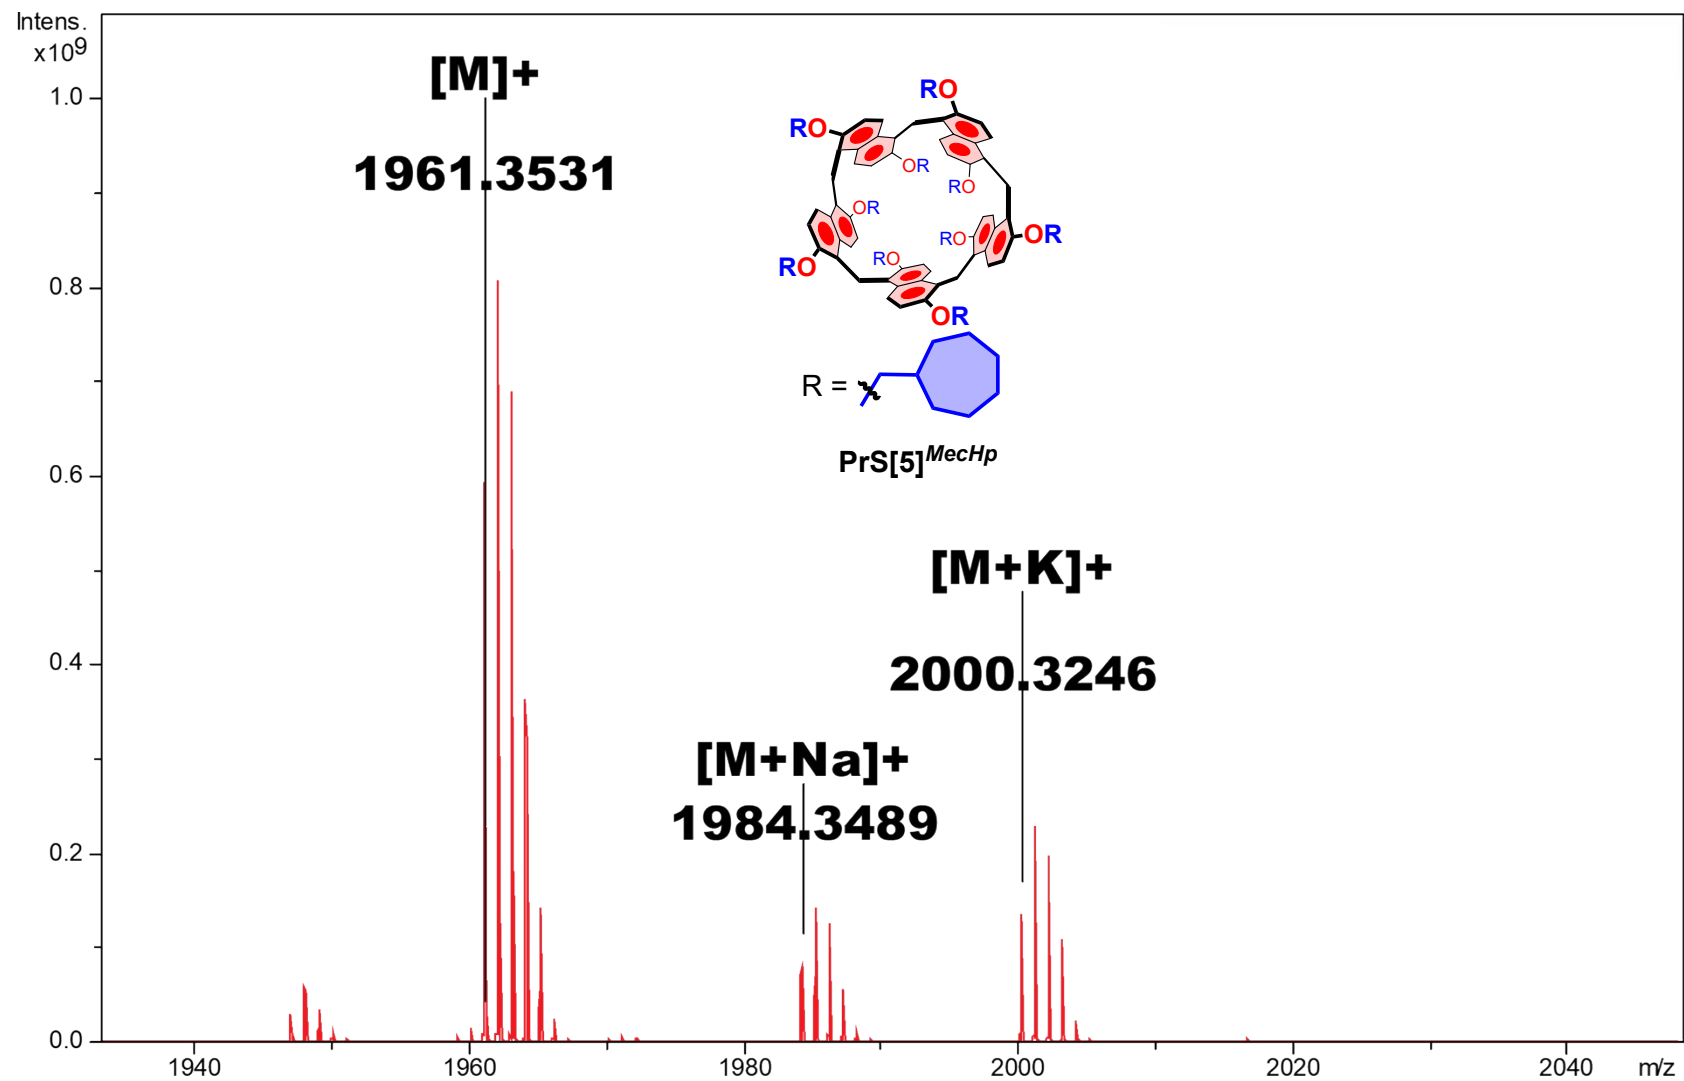 Intens.
x10⁹
1.0
0.8
0.6
0.4
0.2
0.0
[M]+
1961.3531
[M+Na]+
1984.3489
[M+K]+
2000.3246
RO
RO
OR
RO
OR
RO
OR
RO
RO
OR
R =
PrS[5]ᴹᵉᶜᴴᵖ
1940
1960
1980
2000
2020
2040
m/z